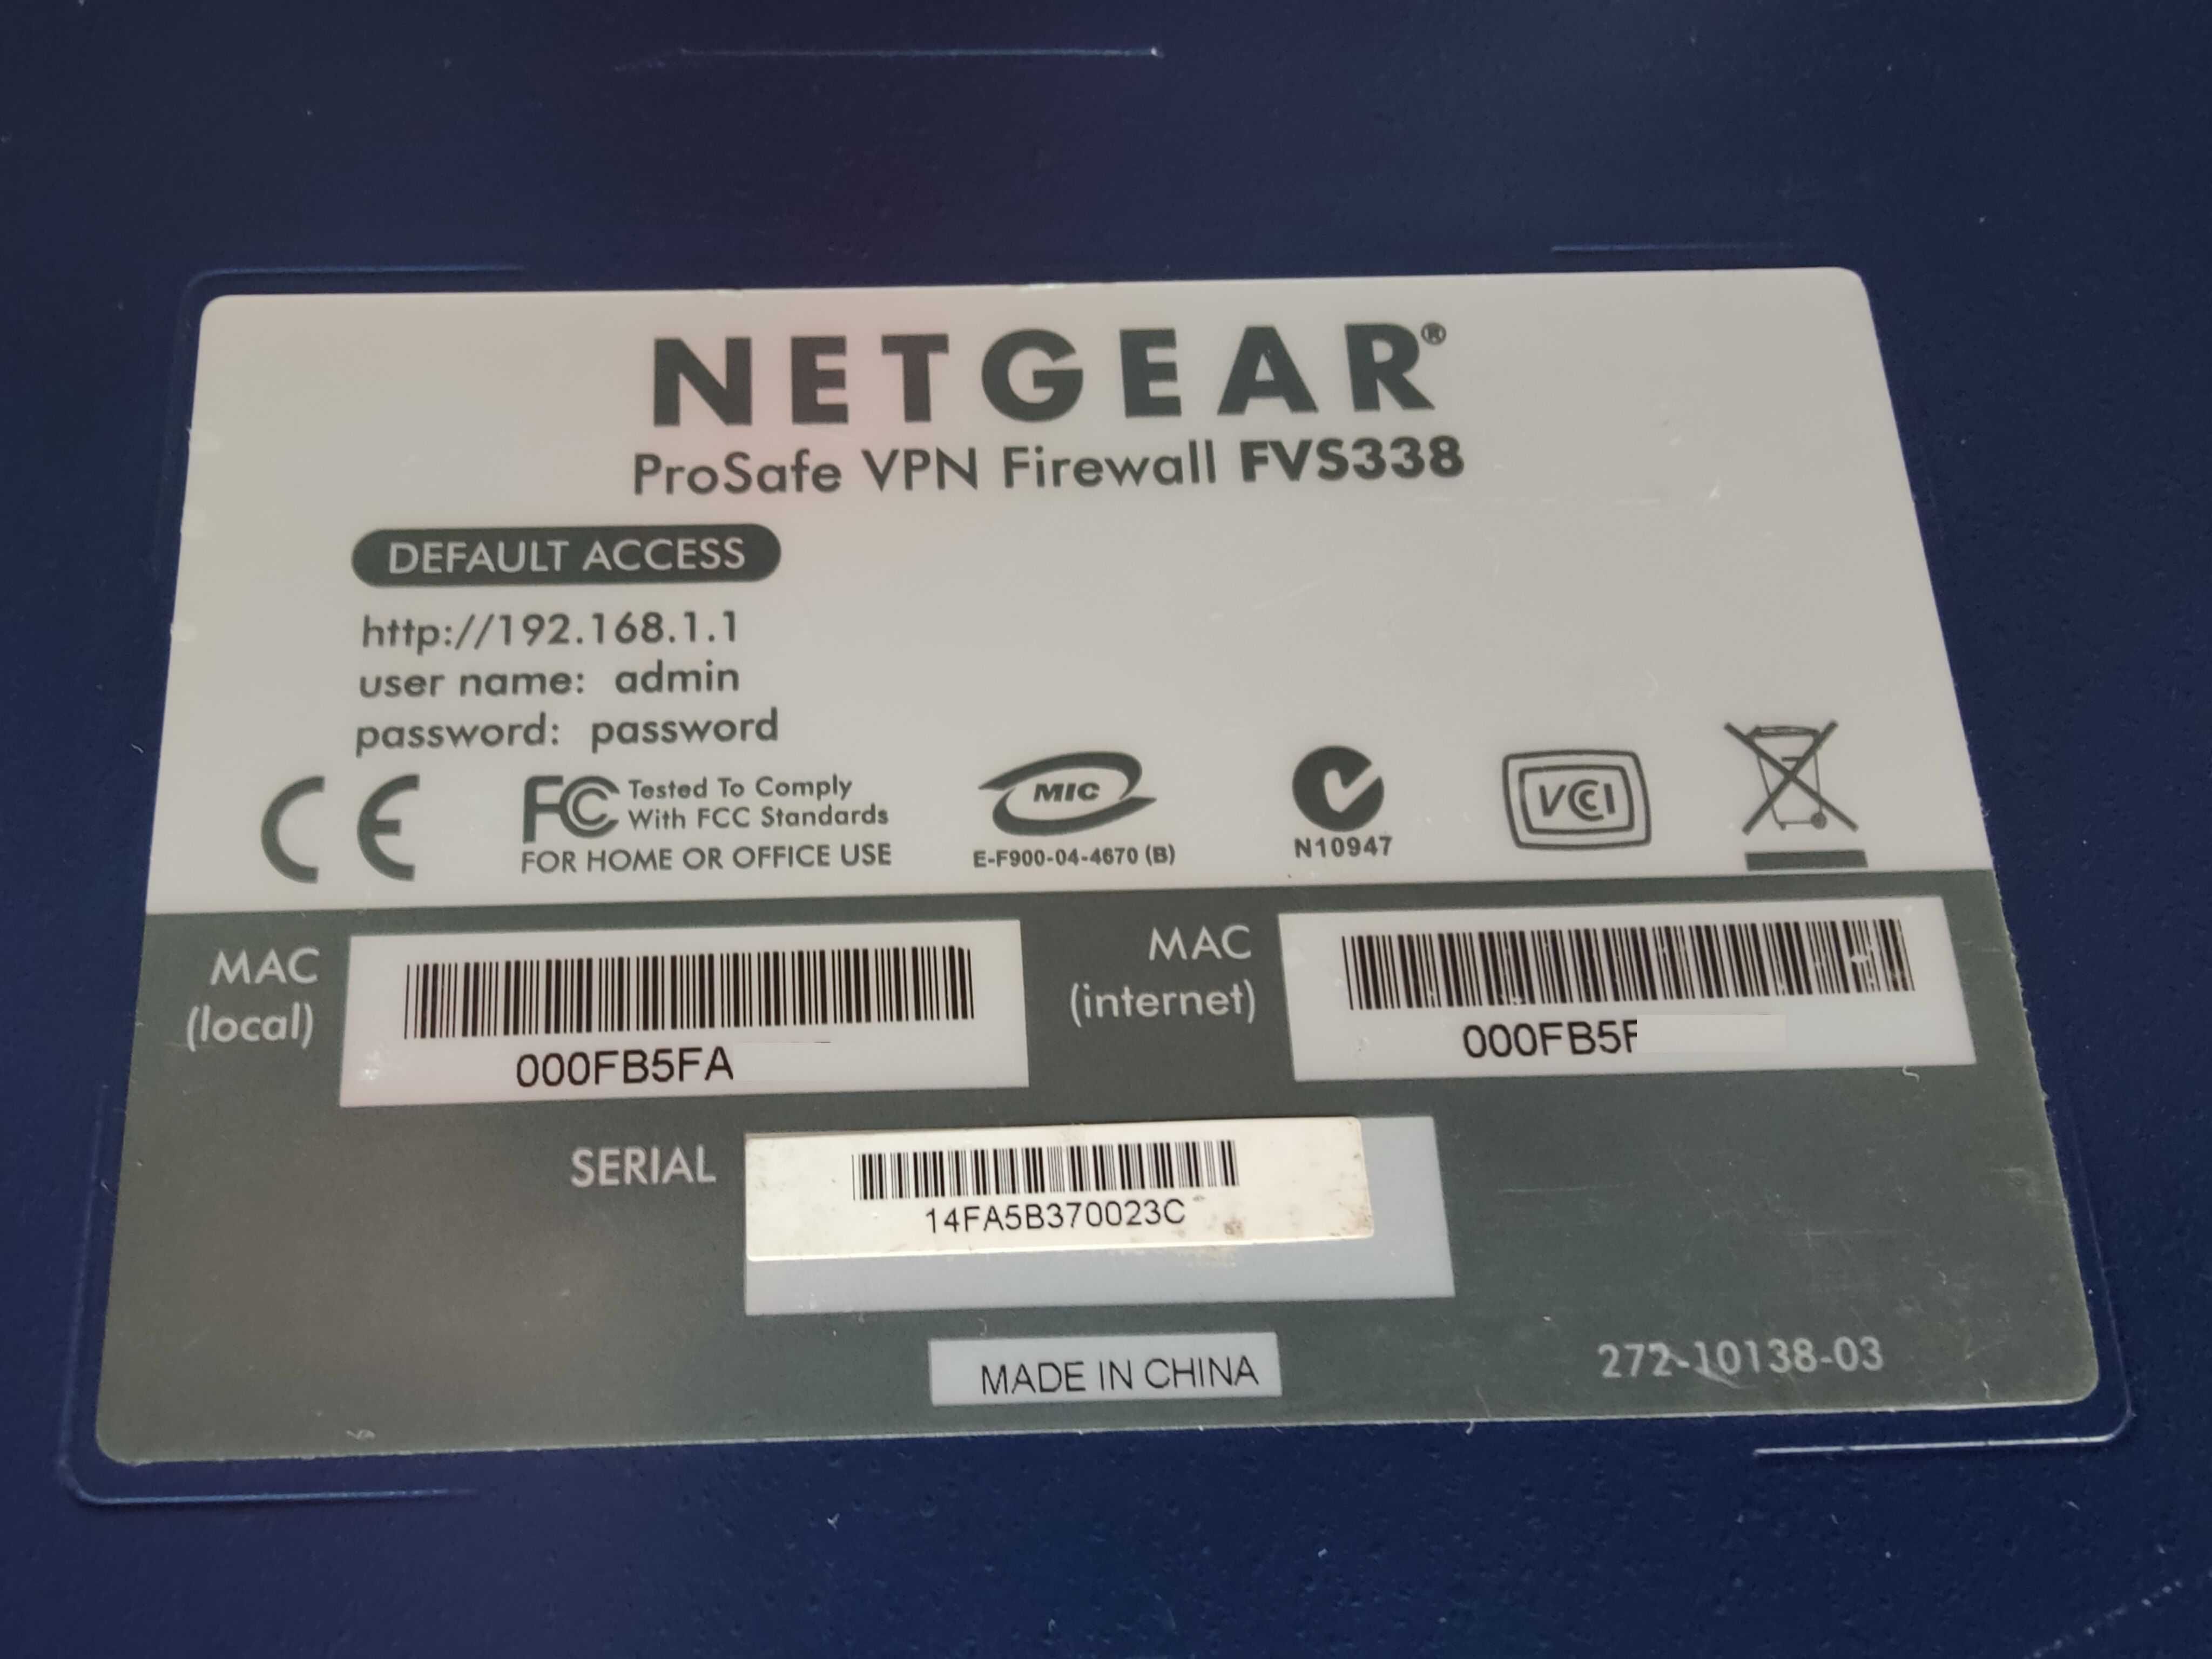 NETGEAR®
ProSafe VPN Firewall FVS338
DEFAULT ACCESS
http://192.168.1.1
user name: admin
password: password
CE
FC Tested To Comply
With FCC Standards
FOR HOME OR OFFICE USE
MIC
E-F900-04-4670 (B)
N10947
VCI
MAC
(local)
000FB5FA
MAC
(internet)
000FB5F
SERIAL
14FA5B370023C
MADE IN CHINA
272-10138-03